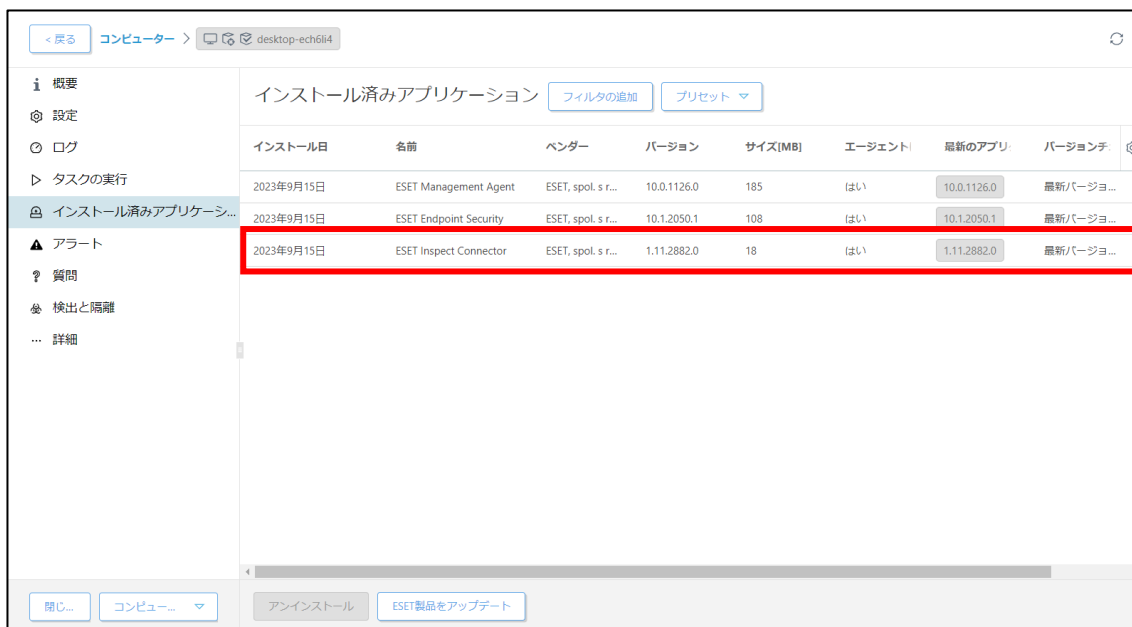 < 戻る コンピューター > desktop-ech6li4
概要
設定
ログ
タスクの実行
インストール済みアプリケーシ...
アラート
質問
検出と隔離
... 詳細
インストール済みアプリケーション フィルタの追加 プリセット
インストール日 名前 ベンダー バージョン サイズ[MB] エージェント 最新のアプリ バージョンチ
2023年9月15日 ESET Management Agent ESET, spol. s r... 10.0.1126.0 185 はい 10.0.1126.0 最新バージョ...
2023年9月15日 ESET Endpoint Security ESET, spol. s r... 10.1.2050.1 108 はい 10.1.2050.1 最新バージョ...
2023年9月15日 ESET Inspect Connector ESET, spol. s r... 1.11.2882.0 18 はい 1.11.2882.0 最新バージョ...
閉じ... コンピュー... アンインストール ESET製品をアップデート